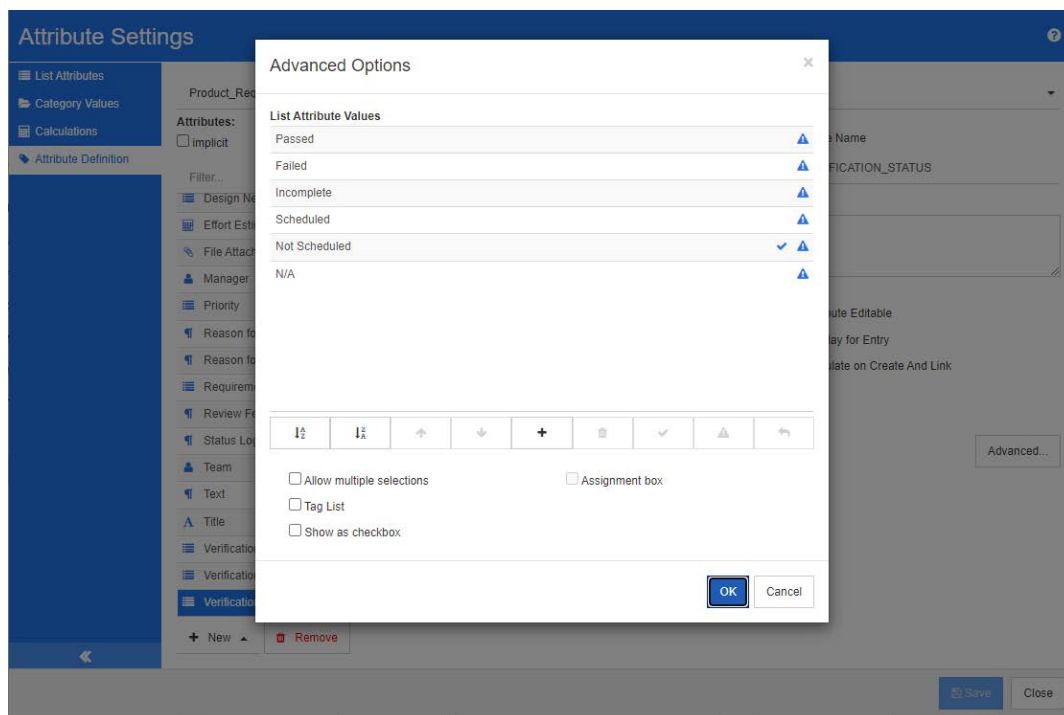 Attribute Settings
List Attributes
Category Values
Calculations
Attribute Definition
Product_Req
Attributes:
implicit
Filter...
Design Ne
Effort Esti
File Attach
Manager
Priority
Reason fo
Reason fo
Requirem
Review Fe
Status Log
Team
Text
Title
Verification
Verification
Verification
New
Remove
Advanced Options
List Attribute Values
Passed
Failed
Incomplete
Scheduled
Not Scheduled
N/A
Allow multiple selections
Assignment box
Tag List
Show as checkbox
OK
Cancel
e Name
FICATION_STATUS
ute Editable
lay for Entry
ulate on Create And Link
Advanced...
Save
Close